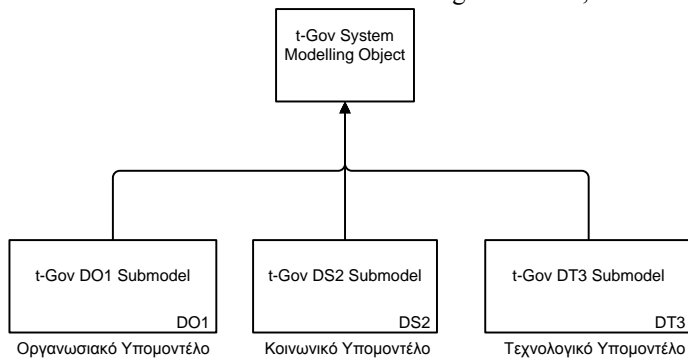 t-Gov System
Modelling Object
t-Gov DO1 Submodel
DO1
t-Gov DS2 Submodel
DS2
t-Gov DT3 Submodel
DT3
Οργανωσιακό Υπομοντέλο
Κοινωνικό Υπομοντέλο
Τεχνολογικό Υπομοντέλο